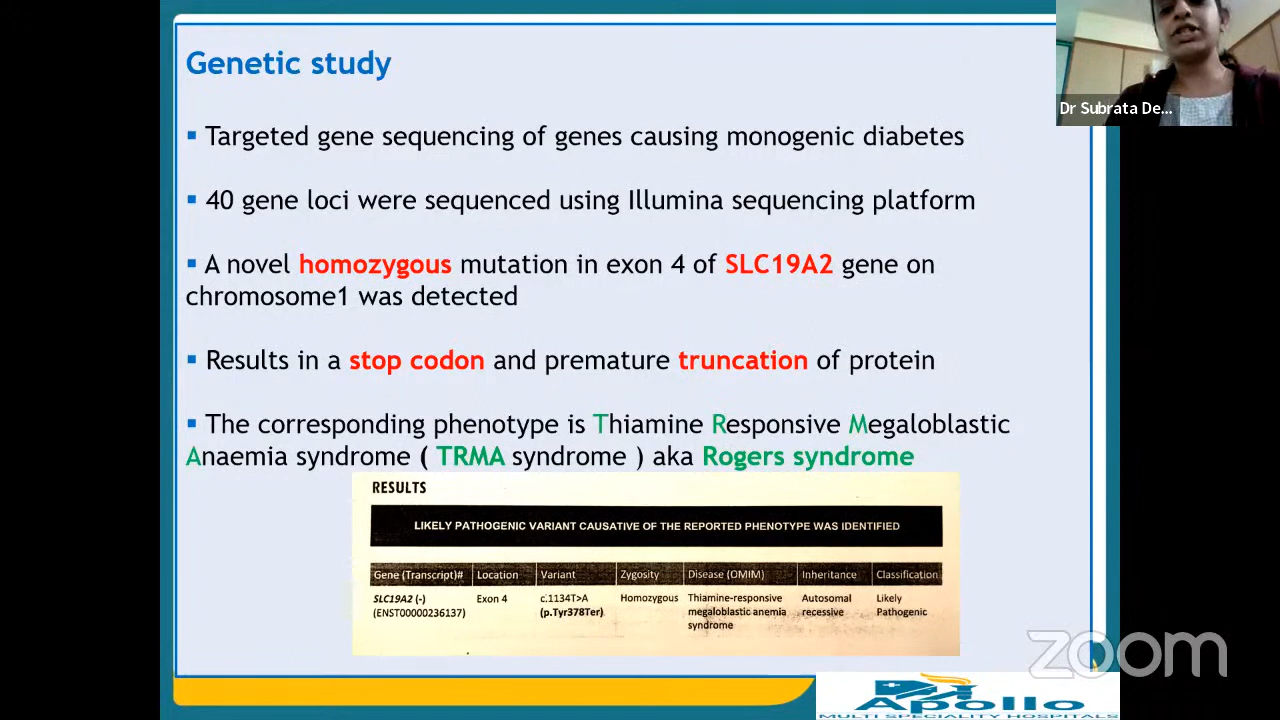 Genetic study
Dr Subrata De...
▪ Targeted gene sequencing of genes causing monogenic diabetes
▪ 40 gene loci were sequenced using Illumina sequencing platform
▪ A novel homozygous mutation in exon 4 of SLC19A2 gene on
chromosome1 was detected
▪ Results in a stop codon and premature truncation of protein
▪ The corresponding phenotype is Thiamine Responsive Megaloblastic
Anaemia syndrome ( TRMA syndrome ) aka Rogers syndrome
RESULTS
LIKELY PATHOGENIC VARIANT CAUSATIVE OF THE REPORTED PHENOTYPE WAS IDENTIFIED
Gene (Transcript)# Location Variant Zygosity Disease (OMIM) Inheritance Classification
SLC19A2 (-) Exon 4 c.1134T>A Homozygous Thiamine-responsive Autosomal Likely
(ENST00000236137) (p.Tyr378Ter) megaloblastic anemia recessive Pathogenic
syndrome
zoom
Apollo
MULTI SPECIALITY HOSPITALS